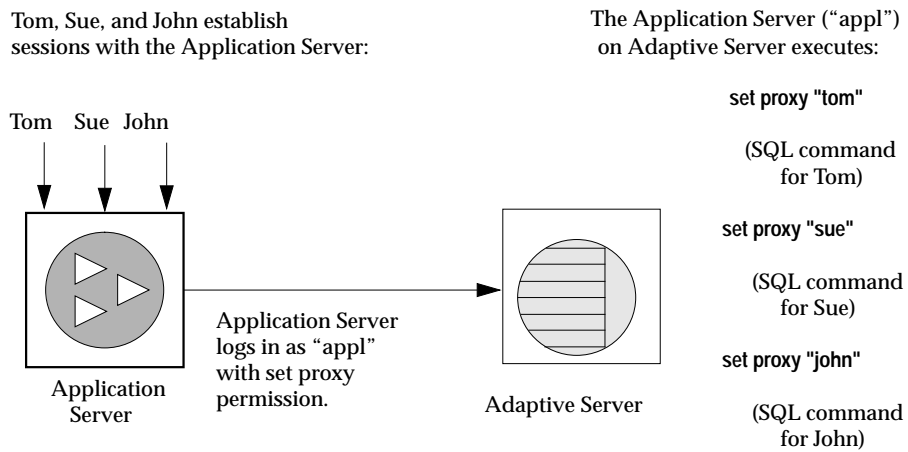 Tom, Sue, and John establish
sessions with the Application Server:
The Application Server (“appl”)
on Adaptive Server executes:
Tom Sue John
set proxy "tom"
(SQL command
for Tom)
set proxy "sue"
(SQL command
for Sue)
set proxy "john"
(SQL command
for John)
Application Server
logs in as “appl”
with set proxy
permission.
Application
Server
Adaptive Server